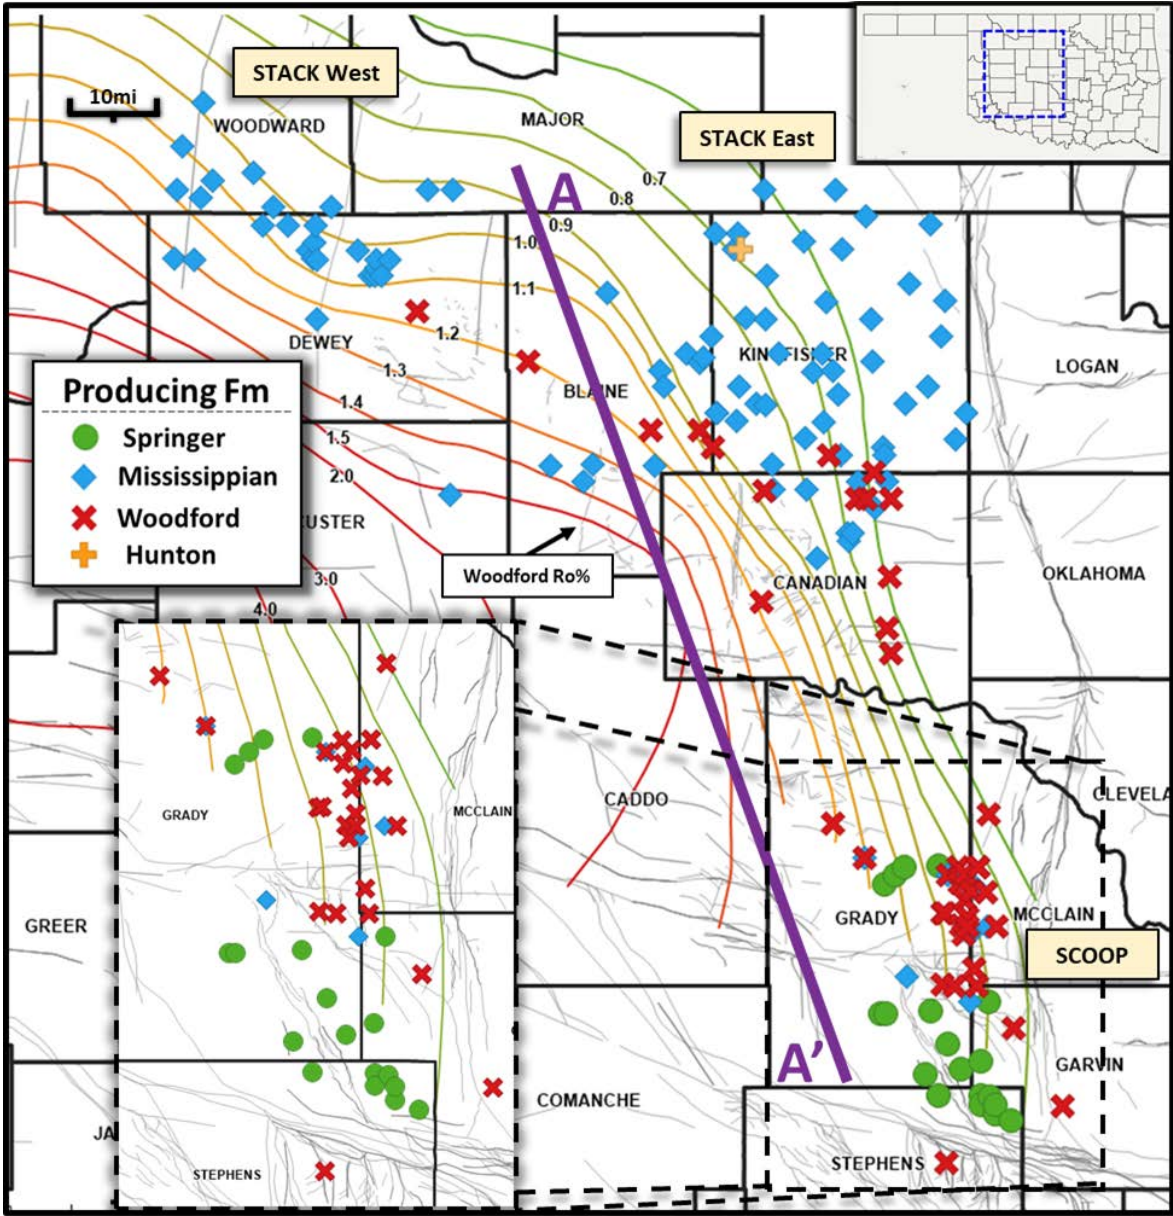 STACK West
10mi
WOODWARD
MAJOR
STACK East
0.7
0.8
A
0.9
1.0
1.1
1.2
DEWEY
KINGFISHER
LOGAN
1.3
BLAINE
1.4
1.5
2.0
Producing Fm
Springer
Mississippian
Woodford
Hunton
CUSTER
Woodford Ro%
3.0
4.0
CANADIAN
OKLAHOMA
CADDO
CLEVELA
GRADY
MCCLAIN
GREER
GRADY
MCCLAIN
SCOOP
A’
GARVIN
COMANCHE
JA
STEPHENS
STEPHENS